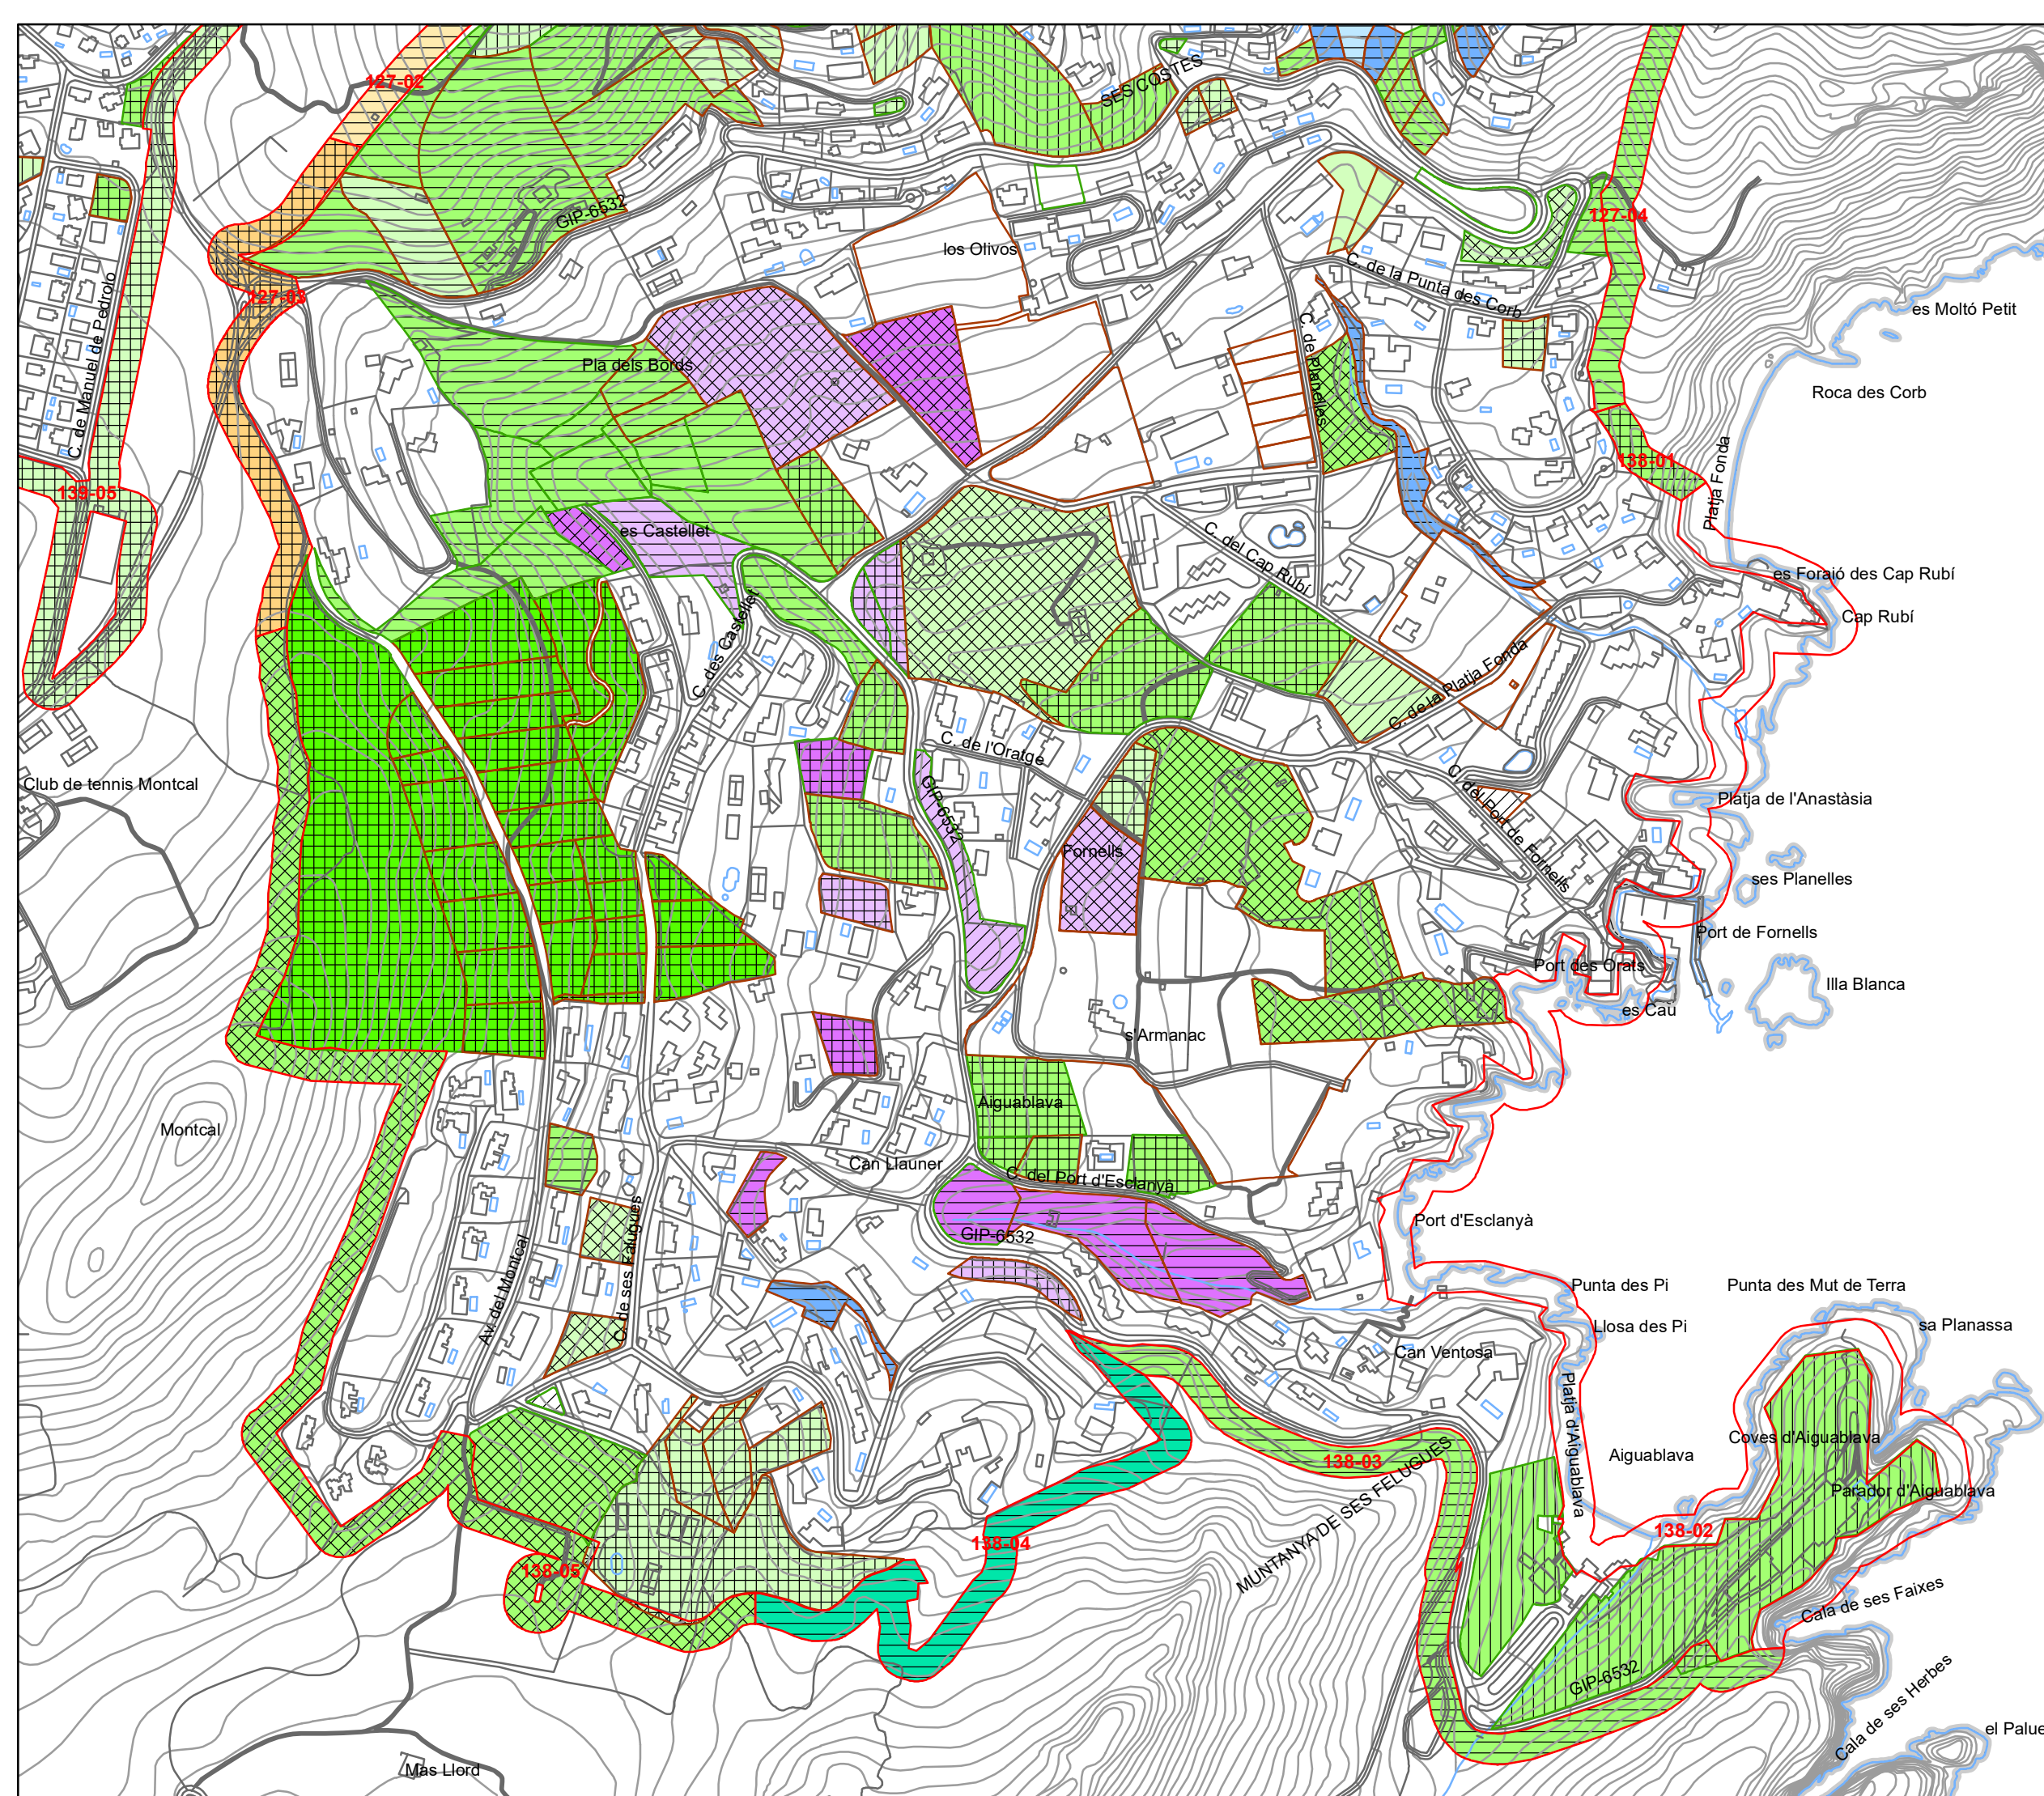 127-02
SES COSTES
GIP-6532
127-04
los Olivos
C. de la Punta des Corb
127-03
es Moltó Petit
C. de Manuel de Pedrolo
Pla dels Bords
C. de Planelles
Roca des Corb
138-01
Platja Fonda
139-05
es Castellet
C. del Cap Rubí
es Foraió des Cap Rubí
Cap Rubí
C. des Castellet
C. de la Platja Fonda
C. de l'Oratge
Club de tennis Montcal
GIP-6532
C. del Port de Fornells
Platja de l'Anastàsia
Fornells
ses Planelles
Port de Fornells
Port des Orats
Illa Blanca
es Caú
s'Armanac
Aiguablava
Montcal
Can Llauner
C. del Port d'Esclanyà
Port d'Esclanyà
GIP-6532
C. de ses Falugues
Av. del Montcal
Punta des Pi
Punta des Mut de Terra
Llosa des Pi
sa Planassa
Can Ventosa
Platja d'Aiguablava
Coves d'Aiguablava
Aiguablava
138-03
MUNTANYA DE SES FELUGUES
Parador d'Aiguablava
138-02
138-04
138-05
Cala de ses Faixes
GIP-6532
Cala de ses Herbes
el Palue
Mas Llord